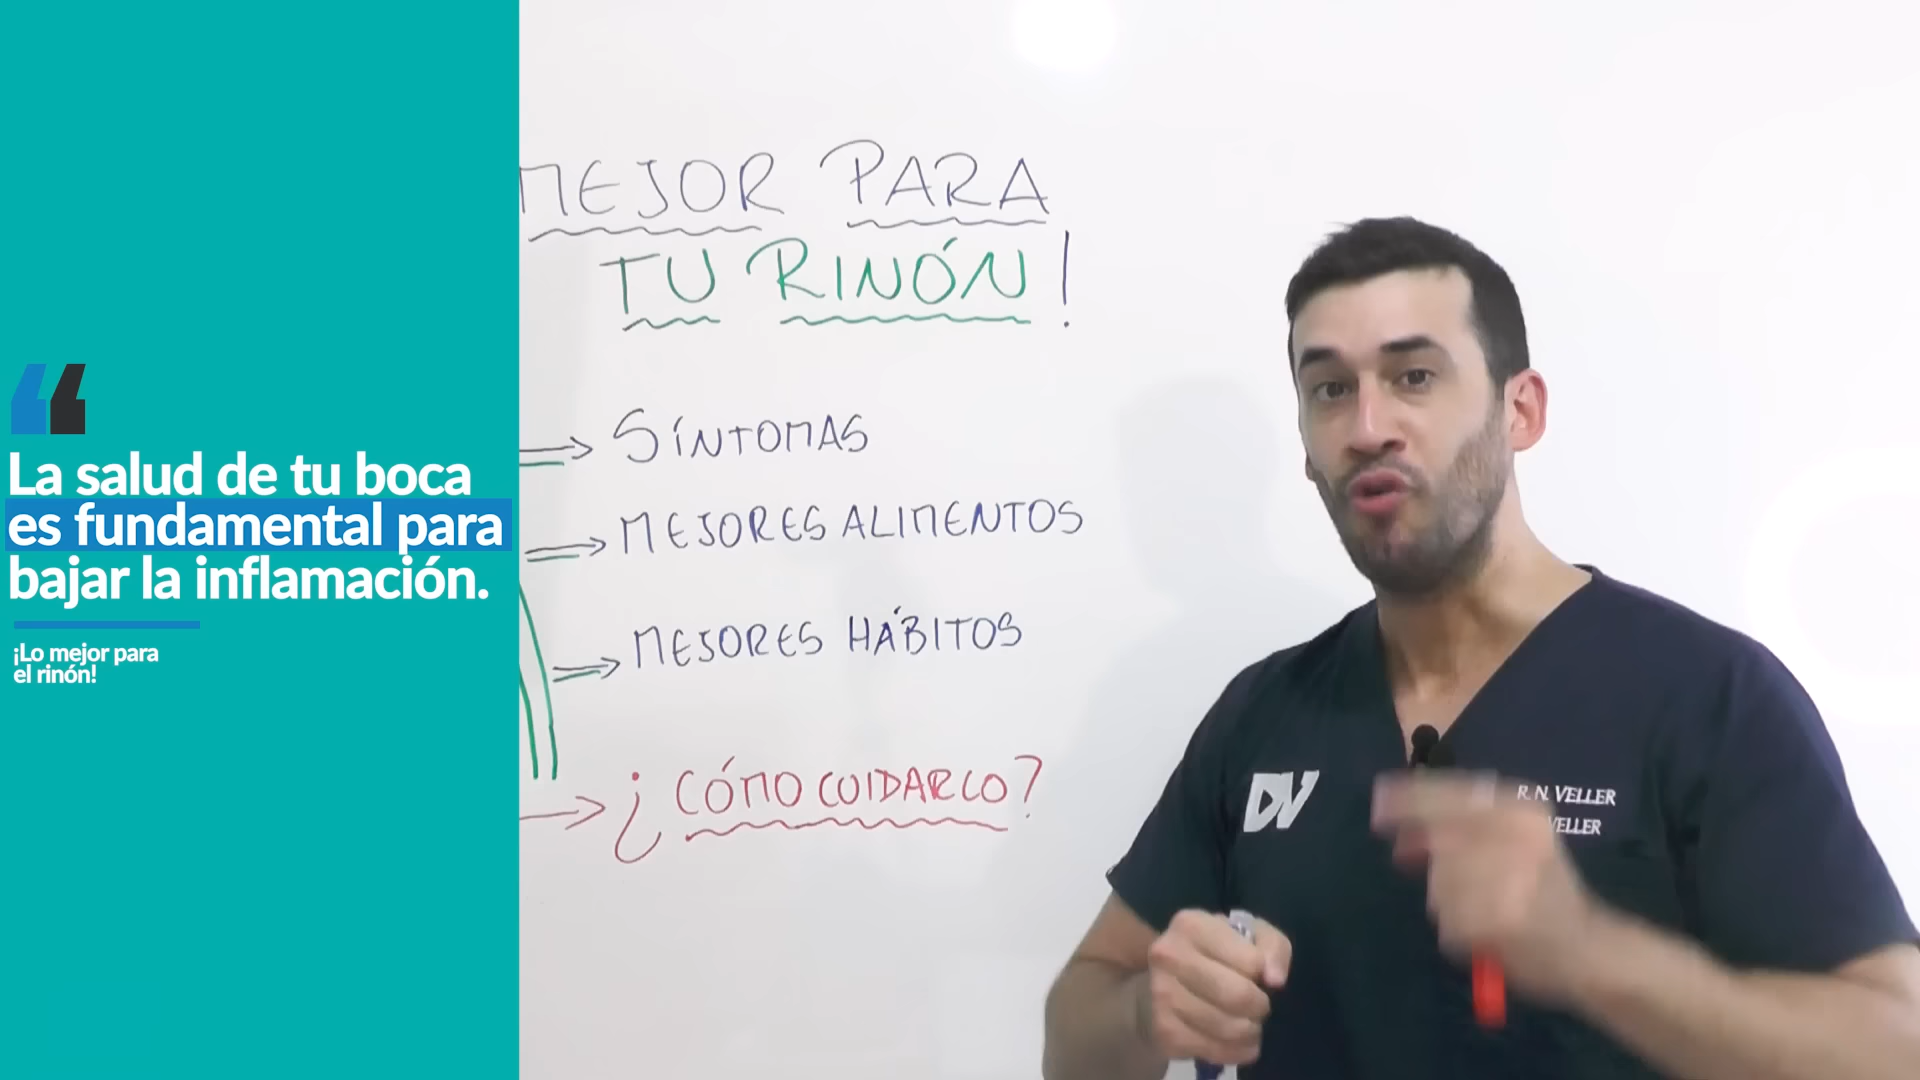 La salud de tu boca
es fundamental para
bajar la inflamación.
¡Lo mejor para
el rinón!
MEJOR PARA
TU RINÓN!
SÍNTOMAS
MEJORES ALIMENTOS
MEJORES HÁBITOS
¿CÓMO CUIDARLO?
DV
R. N. VELLER
VELLER